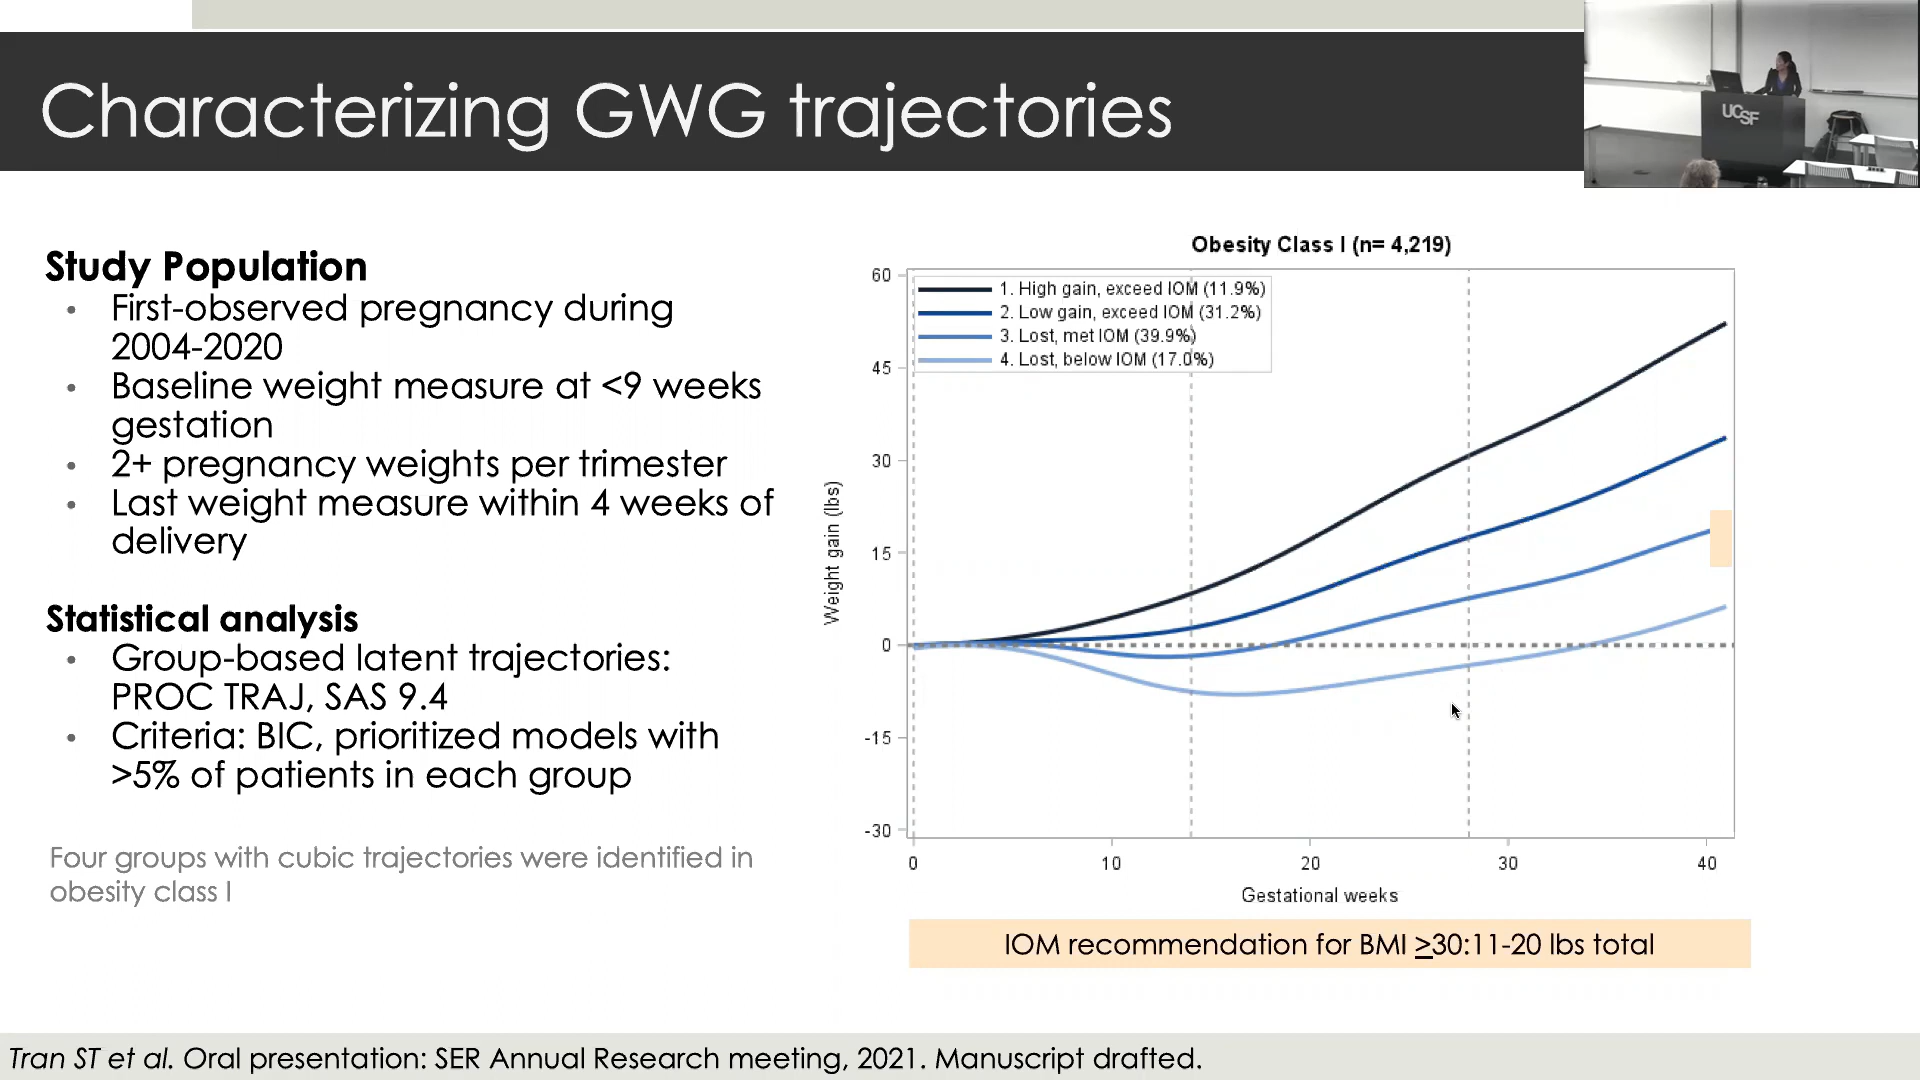 Characterizing GWG trajectories
UCSF
Study Population
• First-observed pregnancy during
2004-2020
• Baseline weight measure at <9 weeks
gestation
• 2+ pregnancy weights per trimester
• Last weight measure within 4 weeks of
delivery
Statistical analysis
• Group-based latent trajectories:
PROC TRAJ, SAS 9.4
• Criteria: BIC, prioritized models with
>5% of patients in each group
Four groups with cubic trajectories were identified in
obesity class I
Obesity Class I (n= 4,219)
1. High gain, exceed IOM (11.9%)
2. Low gain, exceed IOM (31.2%)
3. Lost, met IOM (39.9%)
4. Lost, below IOM (17.0%)
Weight gain (lbs)
60
45
30
15
0
-15
-30
0 10 20 30 40
Gestational weeks
IOM recommendation for BMI ≥30:11-20 lbs total
Tran ST et al. Oral presentation: SER Annual Research meeting, 2021. Manuscript drafted.